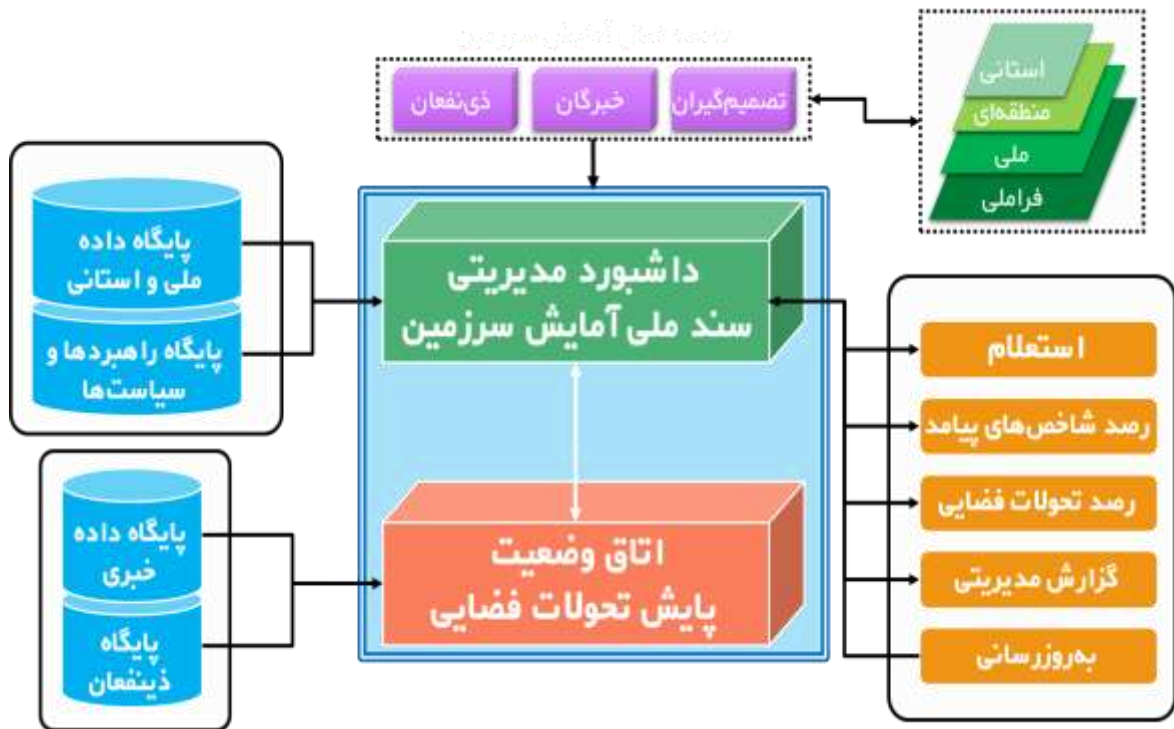 آمایش سرزمین
تصمیم‌گیران
خبرگان
ذی‌نفعان
استانی
منطقه‌ای
ملی
فراملی
پایگاه داده
ملی و استانی
پایگاه راهبردها و
سیاست‌ها
داشبورد مدیریتی
سند ملی آمایش سرزمین
استعلام
رصد شاخص‌های پیامد
رصد تحولات فضایی
گزارش مدیریتی
به‌روزرسانی
پایگاه داده
خبری
پایگاه
ذینفعان
اتاق وضعیت
پایش تحولات فضایی